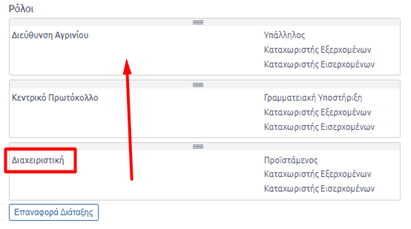 Ρόλοι
Διεύθυνση Αγρινίου Υπάλληλος
Καταχωριστής Εξερχομένων
Καταχωριστής Εισερχομένων
Κεντρικό Πρωτόκολλο Γραμματειακή Υποστήριξη
Καταχωριστής Εξερχομένων
Καταχωριστής Εισερχομένων
Διαχειριστική Προϊστάμενος
Καταχωριστής Εξερχομένων
Καταχωριστής Εισερχομένων
Επαναφορά Διάταξης